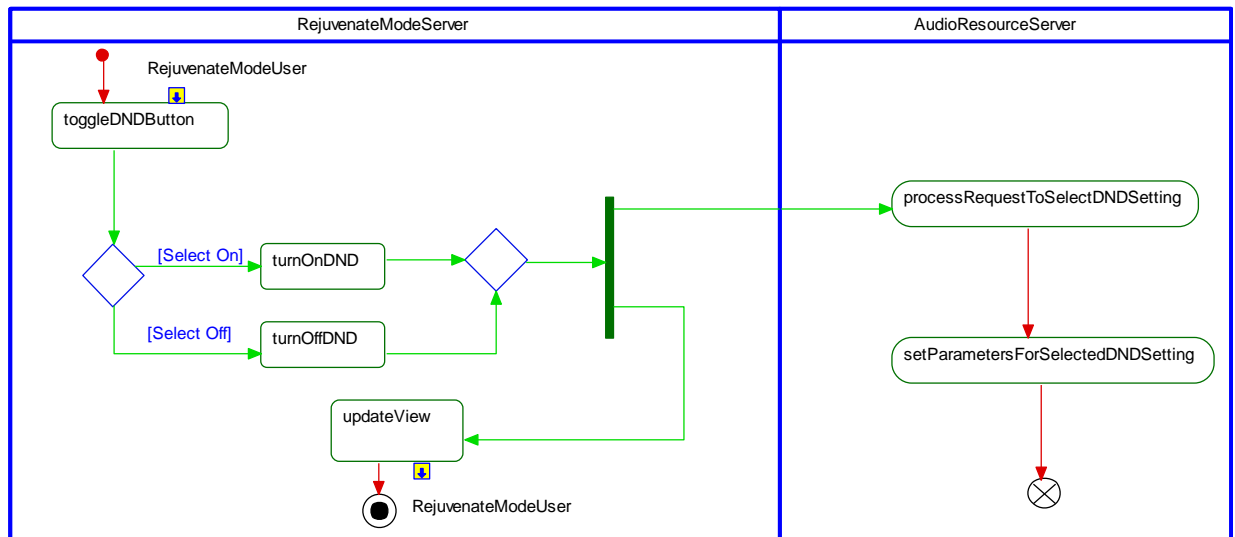 RejuvenateModeServer
AudioResourceServer
RejuvenateModeUser
toggleDNDButton
processRequestToSelectDNDSetting
[Select On]
turnOnDND
[Select Off]
turnOffDND
setParametersForSelectedDNDSetting
updateView
RejuvenateModeUser